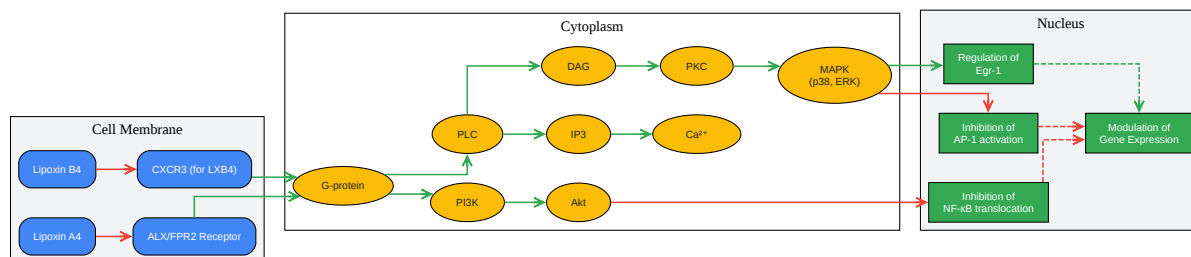 Cell Membrane
Lipoxin B4
CXCR3 (for LXB4)
Lipoxin A4
ALX/FPR2 Receptor
Cytoplasm
G-protein
PLC
PI3K
DAG
IP3
Akt
PKC
Ca²⁺
MAPK
(p38, ERK)
Nucleus
Regulation of
Egr-1
Inhibition of
AP-1 activation
Inhibition of
NF-κB translocation
Modulation of
Gene Expression